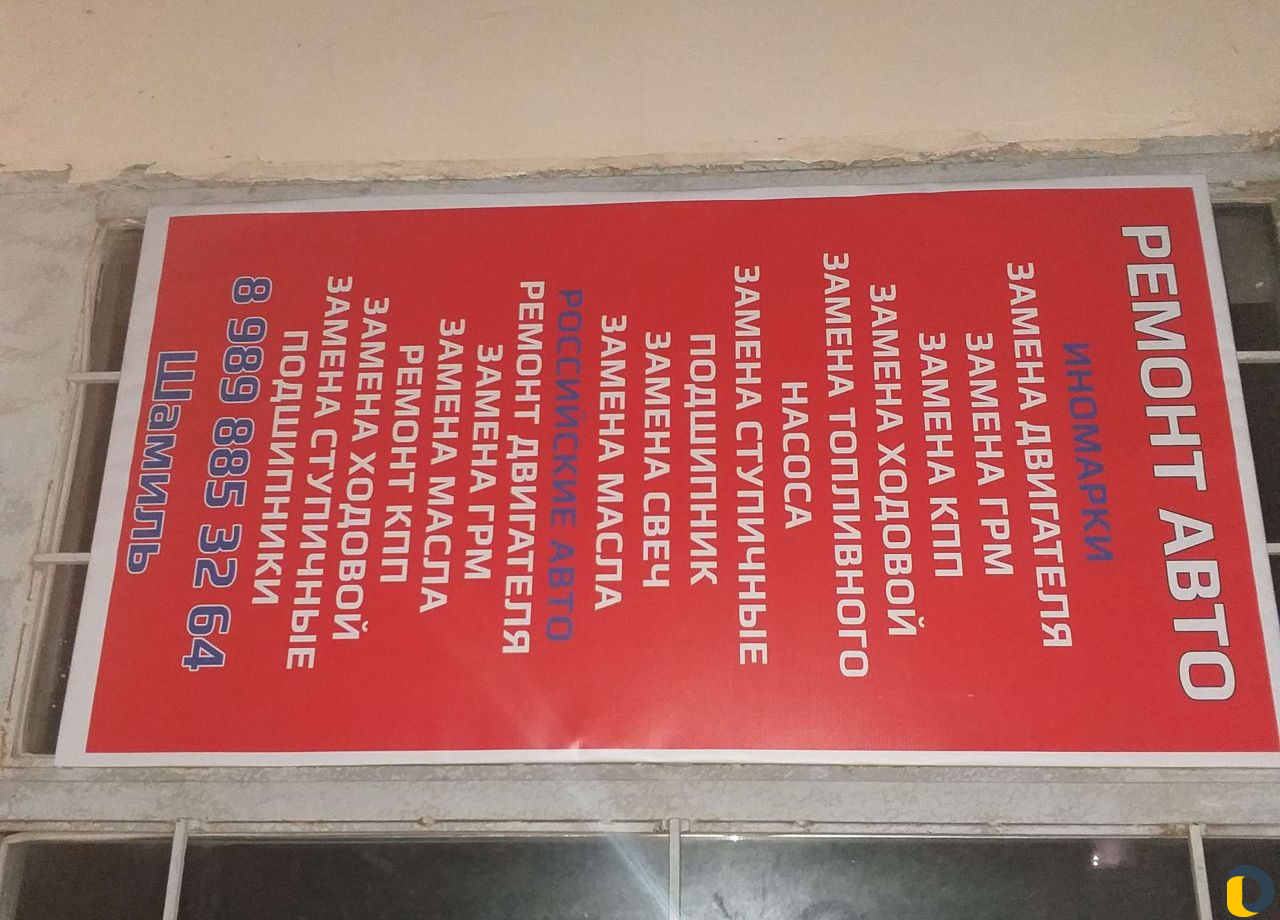 РЕМОНТ АВТО
ИНОМАРКИ
ЗАМЕНА ДВИГАТЕЛЯ
ЗАМЕНА ГРМ
ЗАМЕНА КПП
ЗАМЕНА ХОДОВОЙ
ЗАМЕНА ТОПЛИВНОГО
НАСОСА
ЗАМЕНА СТУПИЧНЫЕ
ПОДШИПНИК
ЗАМЕНА СВЕЧ
ЗАМЕНА МАСЛА
РОССИИСКИЕ АВТО
РЕМОНТ ДВИГАТЕЛЯ
ЗАМЕНА ГРМ
ЗАМЕНА МАСЛА
РЕМОНТ КПП
ЗАМЕНА ХОДОВОЙ
ЗАМЕНА СТУПИЧНЫЕ
ПОДШИПНИКИ
8 989 885 32 64
Шамиль